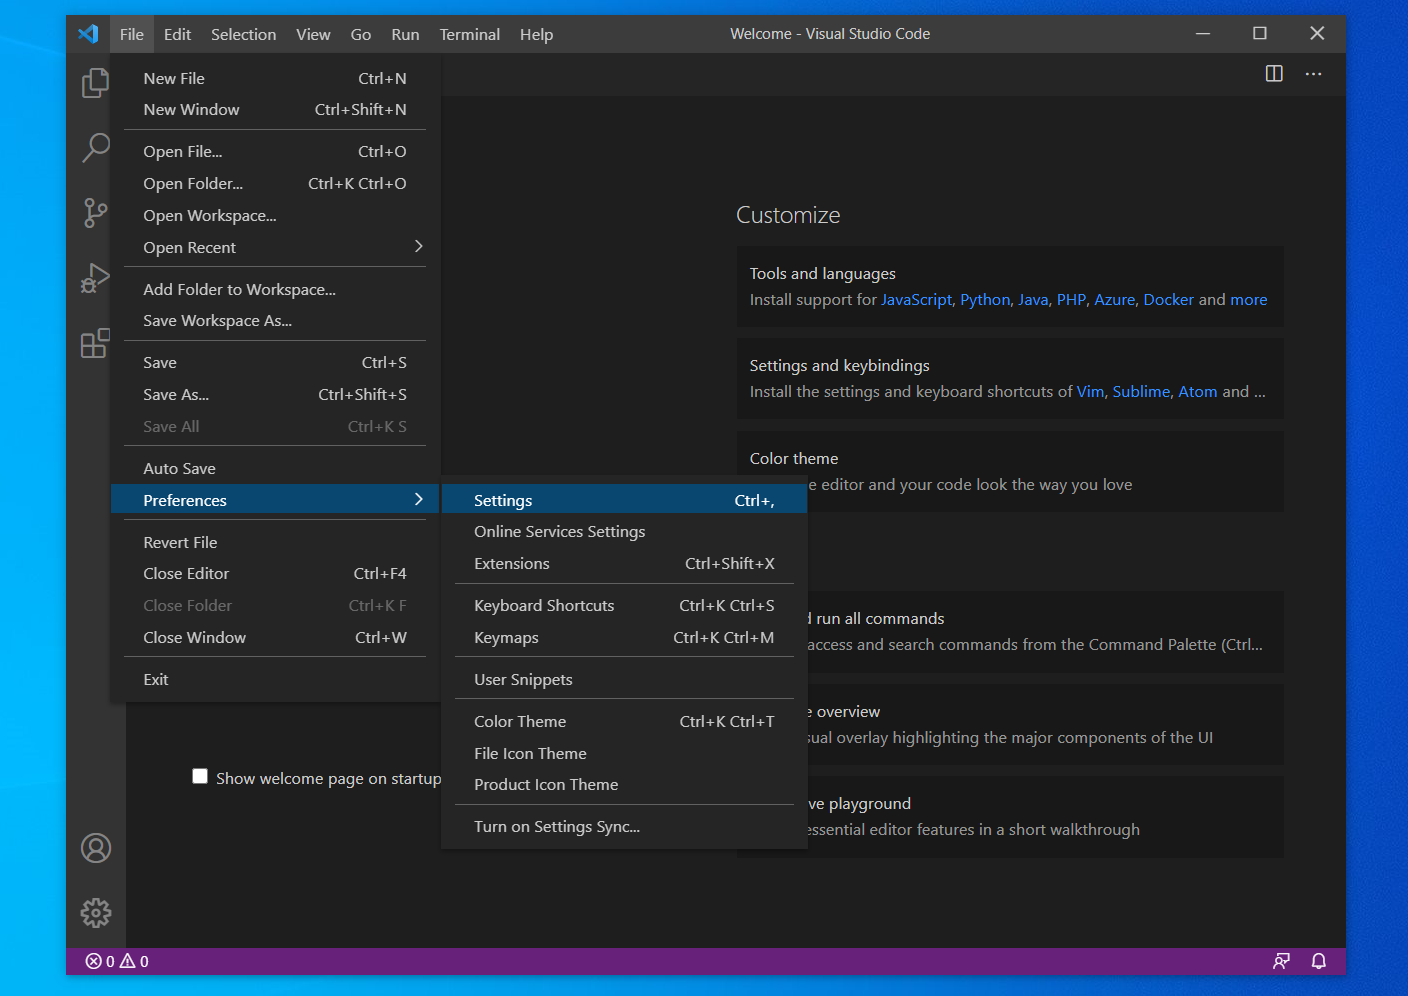 File Edit Selection View Go Run Terminal Help Welcome - Visual Studio Code
New File Ctrl+N
New Window Ctrl+Shift+N
Open File... Ctrl+O
Open Folder... Ctrl+K Ctrl+O
Open Workspace...
Open Recent
Add Folder to Workspace...
Save Workspace As...
Save Ctrl+S
Save As... Ctrl+Shift+S
Save All Ctrl+K S
Auto Save
Preferences
Revert File
Close Editor Ctrl+F4
Close Folder Ctrl+K F
Close Window Ctrl+W
Exit
Settings Ctrl+,
Online Services Settings
Extensions Ctrl+Shift+X
Keyboard Shortcuts Ctrl+K Ctrl+S
Keymaps Ctrl+K Ctrl+M
User Snippets
Color Theme Ctrl+K Ctrl+T
File Icon Theme
Product Icon Theme
Turn on Settings Sync...
Customize
Tools and languages
Install support for JavaScript, Python, Java, PHP, Azure, Docker and more
Settings and keybindings
Install the settings and keyboard shortcuts of Vim, Sublime, Atom and ...
Color theme
e editor and your code look the way you love
run all commands
access and search commands from the Command Palette (Ctrl...
e overview
sual overlay highlighting the major components of the UI
ve playground
essential editor features in a short walkthrough
Show welcome page on startup
0 0